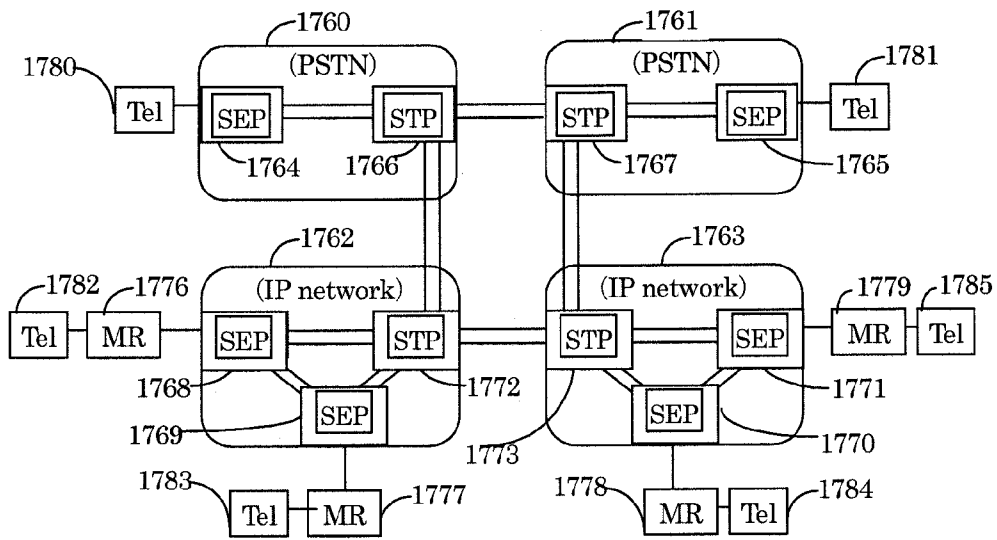 1760
1761
1780
(PSTN)
(PSTN)
1781
Tel
SEP
STP
STP
SEP
Tel
1764
1766
1767
1765
1762
1763
1782
1776
(IP network)
(IP network)
1779
1785
Tel
MR
SEP
STP
STP
SEP
MR
Tel
1768
1772
1771
SEP
SEP
1769
1773
1770
1783
1777
1778
1784
Tel
MR
MR
Tel